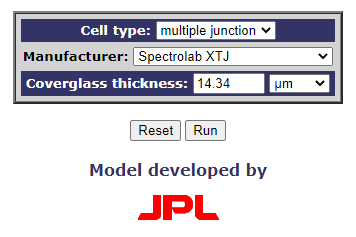 Cell type: multiple junction
Manufacturer: Spectrolab XTJ
Coverglass thickness: 14.34 µm
Reset Run
Model developed by
JPL